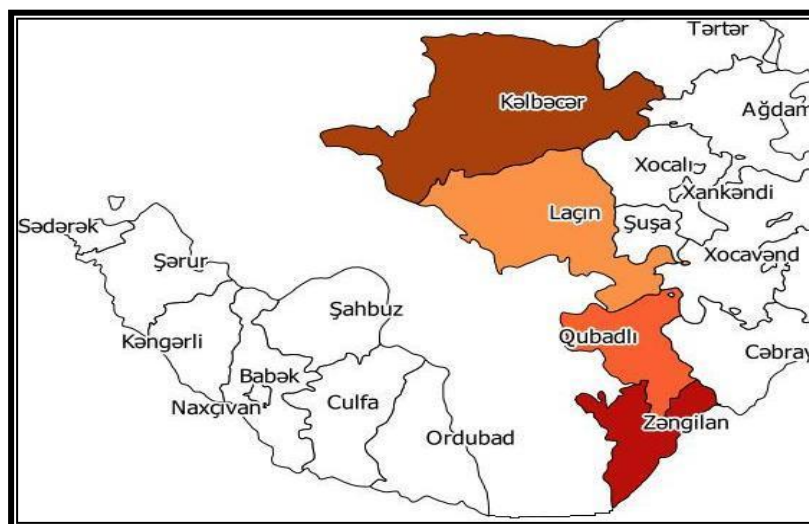 Tərtər
Kəlbəcər
Ağdam
Xocalı
Xankəndi
Laçın
Şuşa
Sədərək
Xocavənd
Şərur
Şahbuz
Qubadlı
Kəngərli
Cəbray
Babək
Naxçıvan
Culfa
Zəngilan
Ordubad